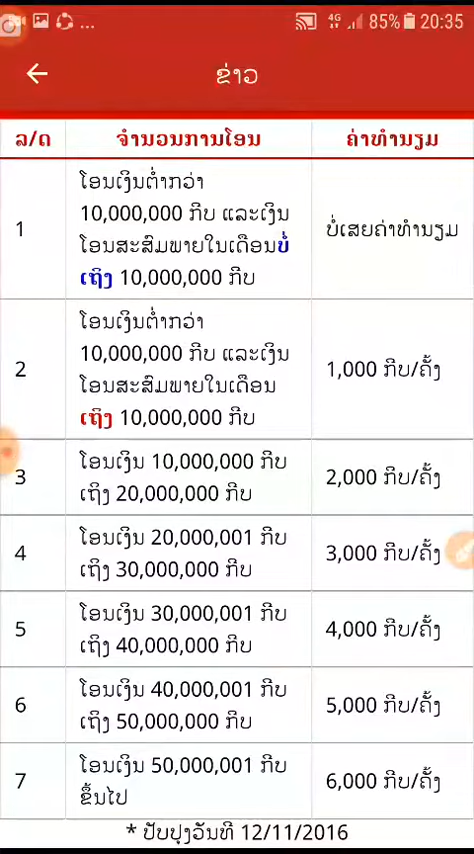 ... 4G 85% 20:35
ຂ່າວ
ລ/ດ ຈຳນວນການໂອນ ຄ່າທຳນຽມ
ໂອນເງິນຕ່ຳກວ່າ
10,000,000 ກີບ ແລະເງິນ
1 ໂອນສະສົມພາຍໃນເດືອນບໍ່ ບໍ່ເສຍຄ່າທຳນຽມ
ເຖິງ 10,000,000 ກີບ
ໂອນເງິນຕ່ຳກວ່າ
10,000,000 ກີບ ແລະເງິນ
2 ໂອນສະສົມພາຍໃນເດືອນ 1,000 ກີບ/ຄັ້ງ
ເຖິງ 10,000,000 ກີບ
3 ໂອນເງິນ 10,000,000 ກີບ 2,000 ກີບ/ຄັ້ງ
ເຖິງ 20,000,000 ກີບ
4 ໂອນເງິນ 20,000,001 ກີບ 3,000 ກີບ/ຄັ້ງ
ເຖິງ 30,000,000 ກີບ
5 ໂອນເງິນ 30,000,001 ກີບ 4,000 ກີບ/ຄັ້ງ
ເຖິງ 40,000,000 ກີບ
6 ໂອນເງິນ 40,000,001 ກີບ 5,000 ກີບ/ຄັ້ງ
ເຖິງ 50,000,000 ກີບ
7 ໂອນເງິນ 50,000,001 ກີບ 6,000 ກີບ/ຄັ້ງ
ຂຶ້ນໄປ
* ປັບປຸງວັນທີ 12/11/2016